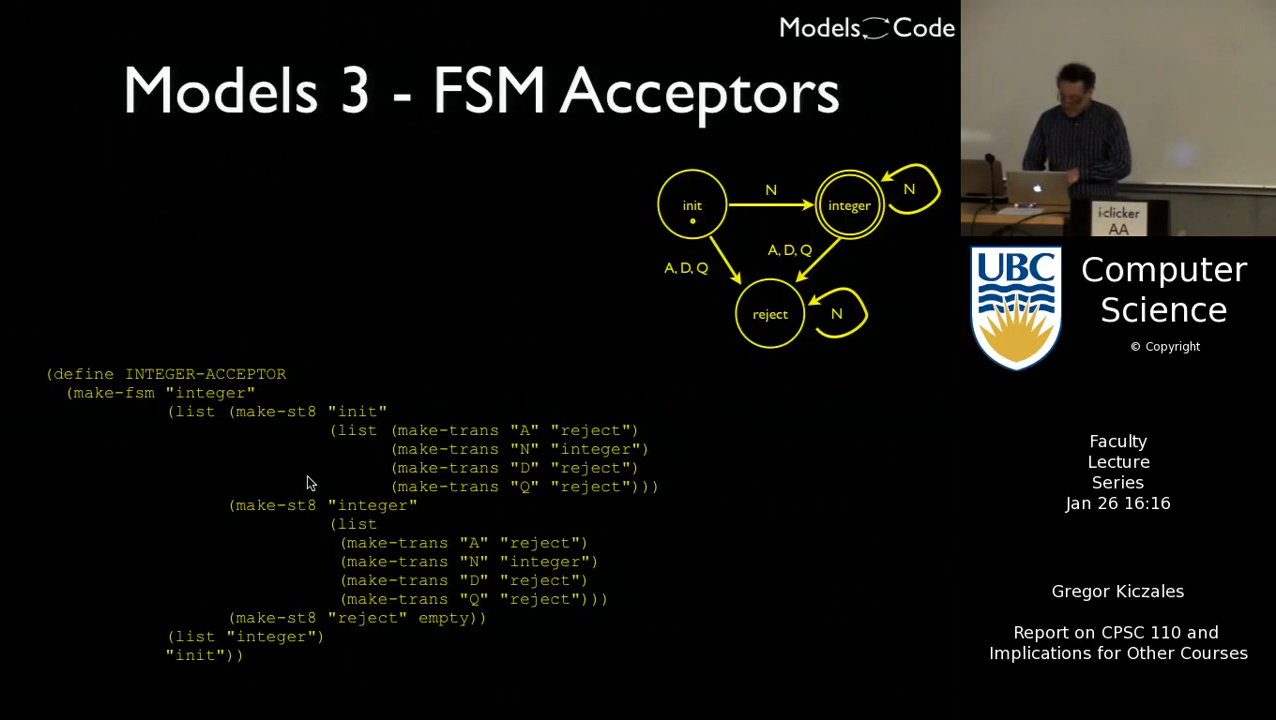 Models Code
Models 3 - FSM Acceptors
init
N
integer
N
A, D, Q
A, D, Q
reject
N
(define INTEGER-ACCEPTOR
(make-fsm "integer"
(list (make-st8 "init"
(list (make-trans "A" "reject")
(make-trans "N" "integer")
(make-trans "D" "reject")
(make-trans "Q" "reject")))
(make-st8 "integer"
(list
(make-trans "A" "reject")
(make-trans "N" "integer")
(make-trans "D" "reject")
(make-trans "Q" "reject")))
(make-st8 "reject" empty))
(list "integer")
"init"))
i-clicker
AA
UBC
Computer
Science
© Copyright
Faculty
Lecture
Series
Jan 26 16:16
Gregor Kiczales
Report on CPSC 110 and
Implications for Other Courses